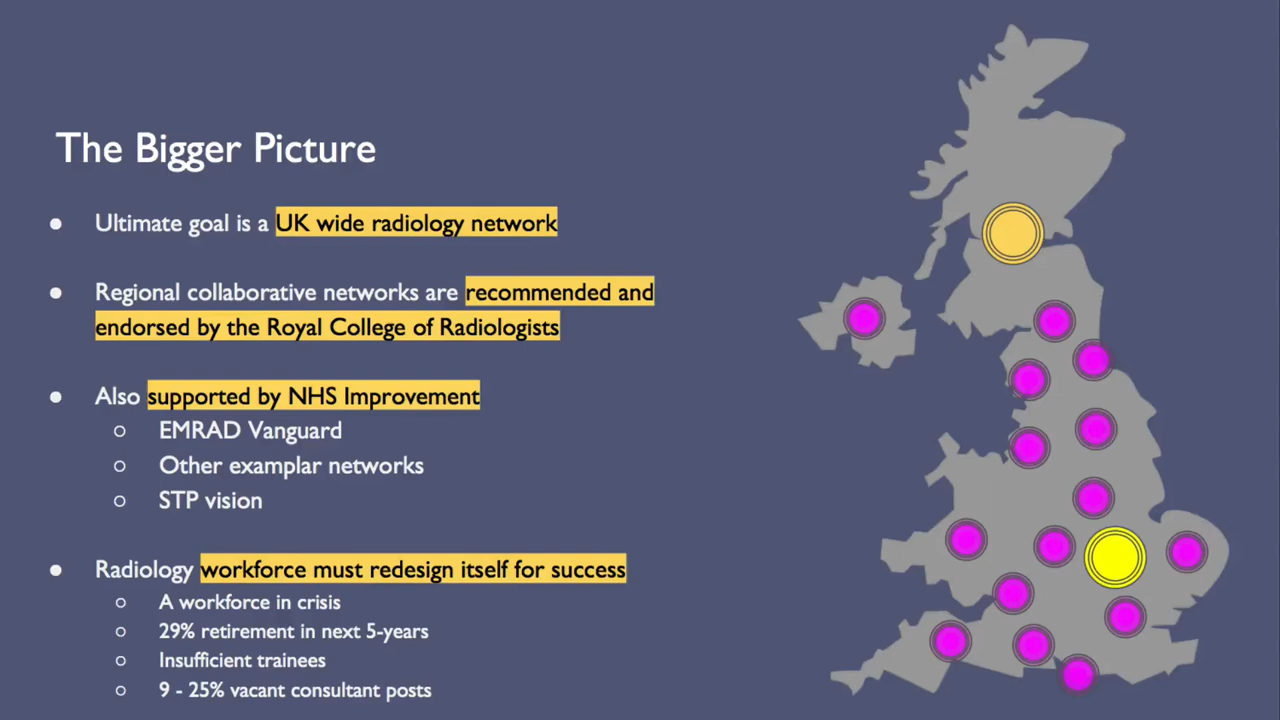 The Bigger Picture
● Ultimate goal is a UK wide radiology network
● Regional collaborative networks are recommended and
endorsed by the Royal College of Radiologists
● Also supported by NHS Improvement
○ EMRAD Vanguard
○ Other examplar networks
○ STP vision
● Radiology workforce must redesign itself for success
○ A workforce in crisis
○ 29% retirement in next 5-years
○ Insufficient trainees
○ 9 - 25% vacant consultant posts